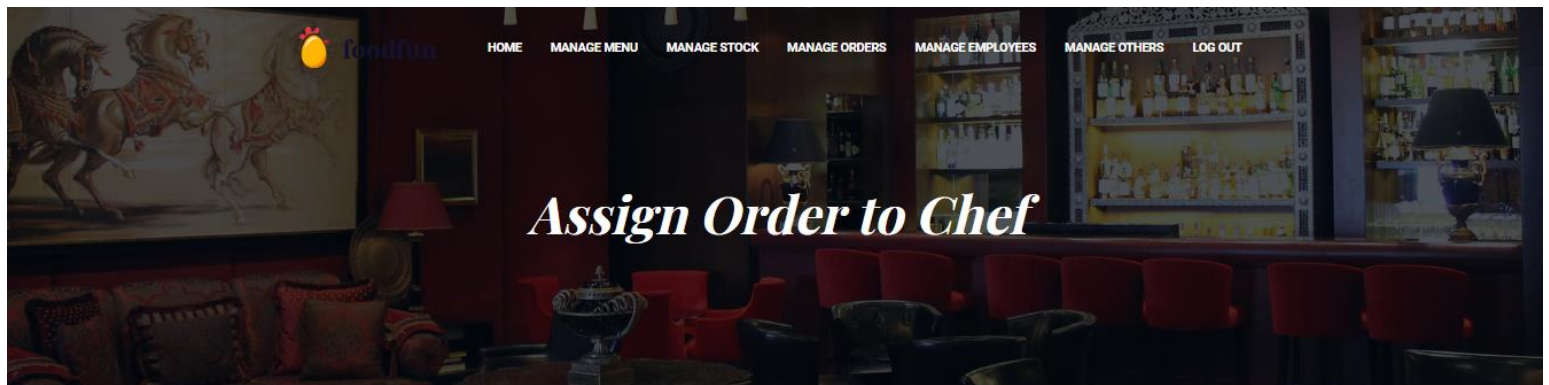 foodfun
HOME MANAGE MENU MANAGE STOCK MANAGE ORDERS MANAGE EMPLOYEES MANAGE OTHERS LOG OUT
Assign Order to Chef